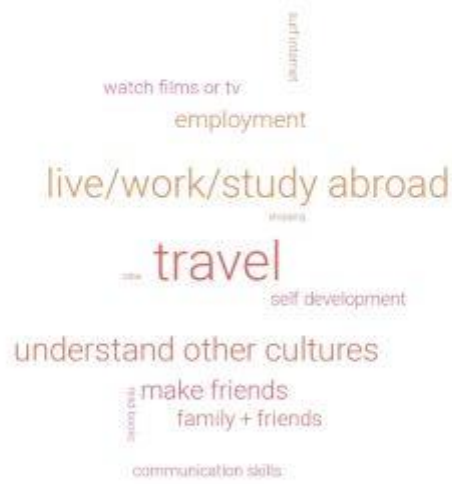 surf internet
watch films or tv
employment
live/work/study abroad
travel
self development
understand other cultures
make friends
read books
family + friends
communication skills